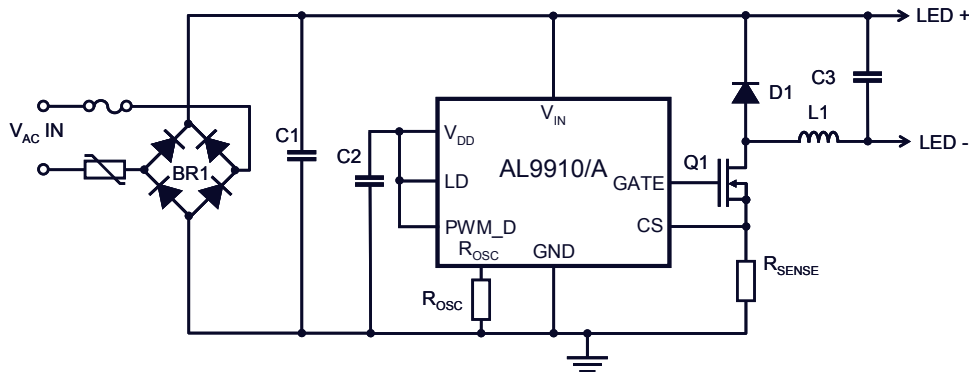 LED +
C3
D1
L1
V_IN
V_AC IN
C1
C2
V_DD
AL9910/A
LED -
BR1
LD
GATE
Q1
PWM_D
CS
R_OSC
GND
R_SENSE
R_OSC